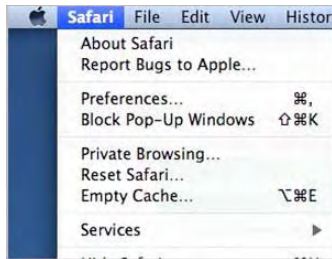 Safari File Edit View Histor
About Safari
Report Bugs to Apple...
Preferences... ⌘,
Block Pop-Up Windows ⇧⌘K
Private Browsing...
Reset Safari...
Empty Cache... ⌥⌘E
Services